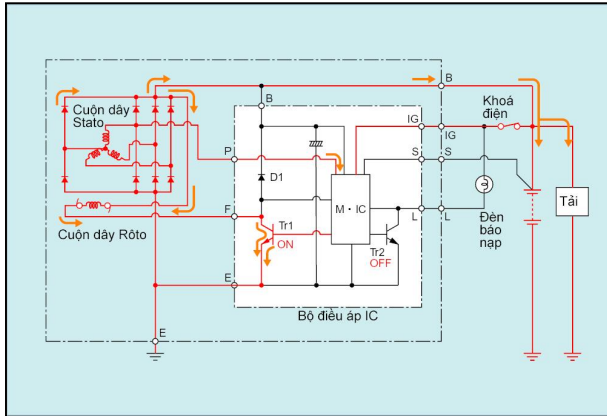 Cuộn dây
Stato
B
B
Khoá
điện
IG
IG
P
S
S
D1
M・IC
F
Tr1
ON
L
L
Tải
Đèn
báo
nạp
Cuộn dây Rôto
Tr2
OFF
E
Bộ điều áp IC
E